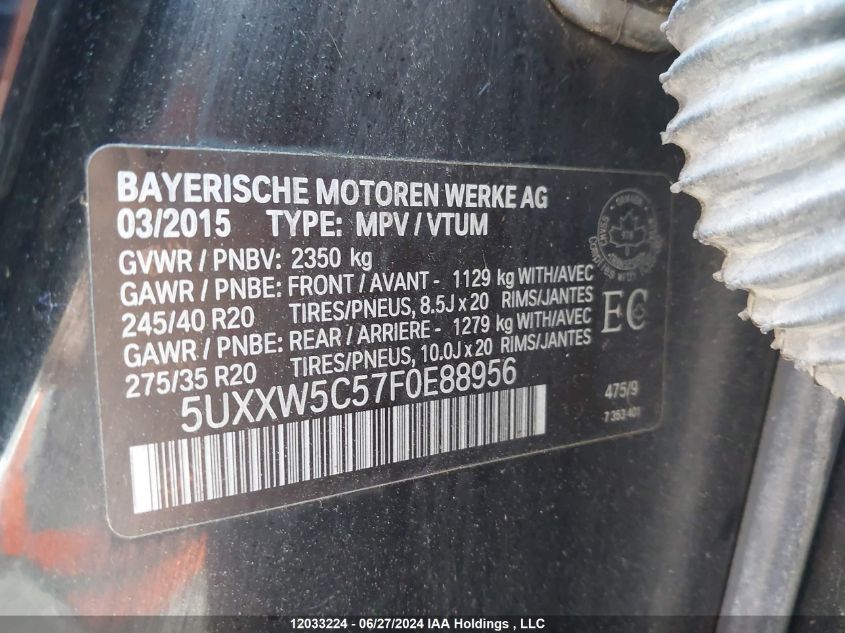 BAYERISCHE MOTOREN WERKE AG
03/2015 TYPE: MPV / VTUM
GVWR / PNBV: 2350 kg
GAWR / PNBE: FRONT / AVANT - 1129 kg WITH/AVEC
245/40 R20 TIRES/PNEUS, 8.5J x 20 RIMS/JANTES
GAWR / PNBE: REAR / ARRIERE - 1279 kg WITH/AVEC
275/35 R20 TIRES/PNEUS, 10.0J x 20 RIMS/JANTES
EC
5UXXW5C57F0E88956
475/9
7 353 401
12033224 - 06/27/2024 IAA Holdings , LLC